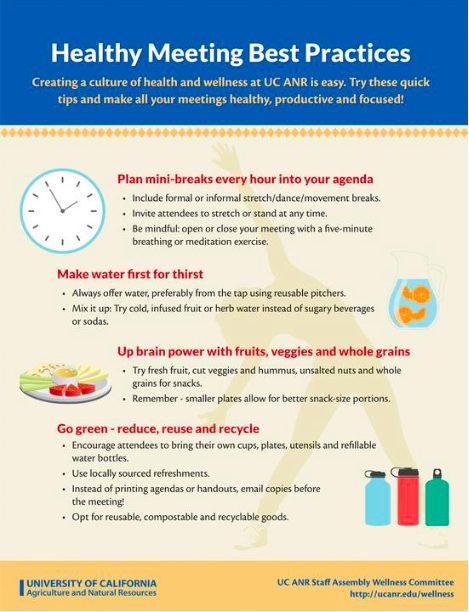 Healthy Meeting Best Practices
Creating a culture of health and wellness at UC ANR is easy. Try these quick
tips and make all your meetings healthy, productive and focused!
Plan mini-breaks every hour into your agenda
• Include formal or informal stretch/dance/movement breaks.
• Invite attendees to stretch or stand at any time.
• Be mindful: open or close your meeting with a five-minute
breathing or meditation exercise.
Make water first for thirst
• Always offer water, preferably from the tap using reusable pitchers.
• Mix it up: Try cold, infused fruit or herb water instead of sugary beverages
or sodas.
Up brain power with fruits, veggies and whole grains
• Try fresh fruit, cut veggies and hummus, unsalted nuts and whole
grains for snacks.
• Remember - smaller plates allow for better snack-size portions.
Go green - reduce, reuse and recycle
• Encourage attendees to bring their own cups, plates, utensils and refillable
water bottles.
• Use locally sourced refreshments.
• Instead of printing agendas or handouts, email copies before
the meeting!
• Opt for reusable, compostable and recyclable goods.
UNIVERSITY OF CALIFORNIA
Agriculture and Natural Resources
UC ANR Staff Assembly Wellness Committee
http://ucanr.edu/wellness